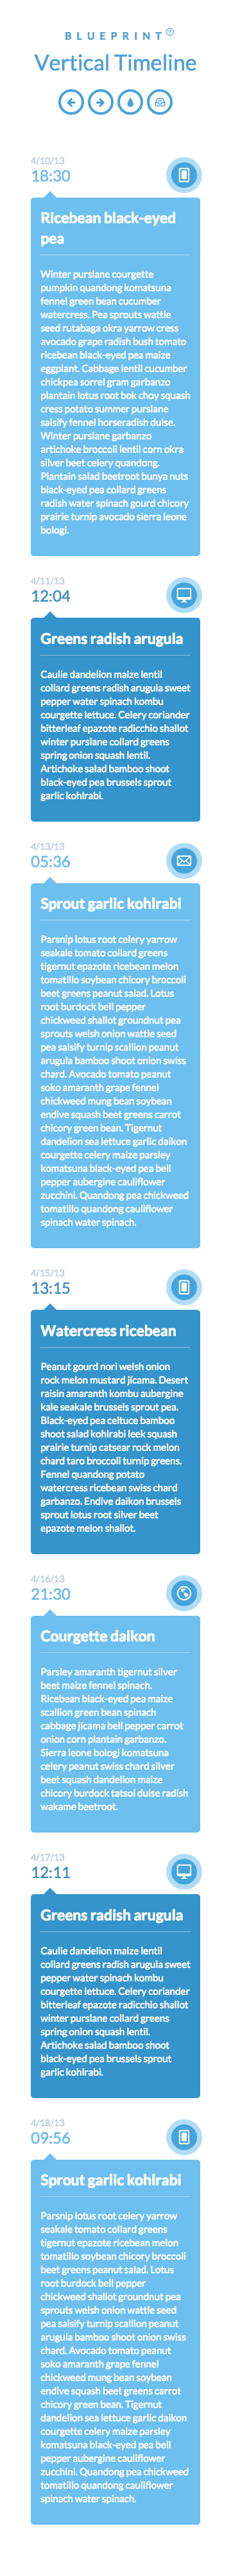 BLUEPRINT
Vertical Timeline
4/10/13
18:30
Ricebean black-eyed
pea
Winter purslane courgette
pumpkin quandong komatsuna
fennel green bean cucumber
watercress. Pea sprouts wattle
seed rutabaga okra yarrow cress
avocado grape radish bush tomato
ricebean black-eyed pea maize
eggplant. Cabbage lentil cucumber
chickpea sorrel gram garbanzo
plantain lotus root bok choy squash
cress potato summer purslane
salsify fennel horseradish dulse.
Winter purslane garbanzo
artichoke broccoli lentil corn okra
silver beet celery quandong.
Plantain salad beetroot bunya nuts
black-eyed pea collard greens
radish water spinach gourd chicory
prairie turnip avocado sierra leone
bologi.
4/11/13
12:04
Greens radish arugula
Caulie dandelion maize lentil
collard greens radish arugula sweet
pepper water spinach kombu
courgette lettuce. Celery coriander
bitterleaf epazote radicchio shallot
winter purslane collard greens
spring onion squash lentil.
Artichoke salad bamboo shoot
black-eyed pea brussels sprout
garlic kohlrabi.
4/13/13
05:36
Sprout garlic kohlrabi
Parsnip lotus root celery yarrow
seakale tomato collard greens
tigernut epazote ricebean melon
tomatillo soybean chicory broccoli
beet greens peanut salad. Lotus
root burdock bell pepper
chickweed shallot groundnut pea
sprouts welsh onion wattle seed
pea salsify turnip scallion peanut
arugula bamboo shoot onion swiss
chard. Avocado tomato peanut
soko amaranth grape fennel
chickweed mung bean soybean
endive squash beet greens carrot
chicory green bean. Tigernut
dandelion sea lettuce garlic daikon
courgette celery maize parsley
komatsuna black-eyed pea bell
pepper aubergine cauliflower
zucchini. Quandong pea chickweed
tomatillo quandong cauliflower
spinach water spinach.
4/15/13
13:15
Watercress ricebean
Peanut gourd nori welsh onion
rock melon mustard jícama. Desert
raisin amaranth kombu aubergine
kale seakale brussels sprout pea.
Black-eyed pea celtuce bamboo
shoot salad kohlrabi leek squash
prairie turnip catsear rock melon
chard taro broccoli turnip greens.
Fennel quandong potato
watercress ricebean swiss chard
garbanzo. Endive daikon brussels
sprout lotus root silver beet
epazote melon shallot.
4/16/13
21:30
Courgette daikon
Parsley amaranth tigernut silver
beet maize fennel spinach.
Ricebean black-eyed pea maize
scallion green bean spinach
cabbage jícama bell pepper carrot
onion corn plantain garbanzo.
Sierra leone bologi komatsuna
celery peanut swiss chard silver
beet squash dandelion maize
chicory burdock tatsoi dulse radish
wakame beetroot.
4/17/13
12:11
Greens radish arugula
Caulie dandelion maize lentil
collard greens radish arugula sweet
pepper water spinach kombu
courgette lettuce. Celery coriander
bitterleaf epazote radicchio shallot
winter purslane collard greens
spring onion squash lentil.
Artichoke salad bamboo shoot
black-eyed pea brussels sprout
garlic kohlrabi.
4/18/13
09:56
Sprout garlic kohlrabi
Parsnip lotus root celery yarrow
seakale tomato collard greens
tigernut epazote ricebean melon
tomatillo soybean chicory broccoli
beet greens peanut salad. Lotus
root burdock bell pepper
chickweed shallot groundnut pea
sprouts welsh onion wattle seed
pea salsify turnip scallion peanut
arugula bamboo shoot onion swiss
chard. Avocado tomato peanut
soko amaranth grape fennel
chickweed mung bean soybean
endive squash beet greens carrot
chicory green bean. Tigernut
dandelion sea lettuce garlic daikon
courgette celery maize parsley
komatsuna black-eyed pea bell
pepper aubergine cauliflower
zucchini. Quandong pea chickweed
tomatillo quandong cauliflower
spinach water spinach.